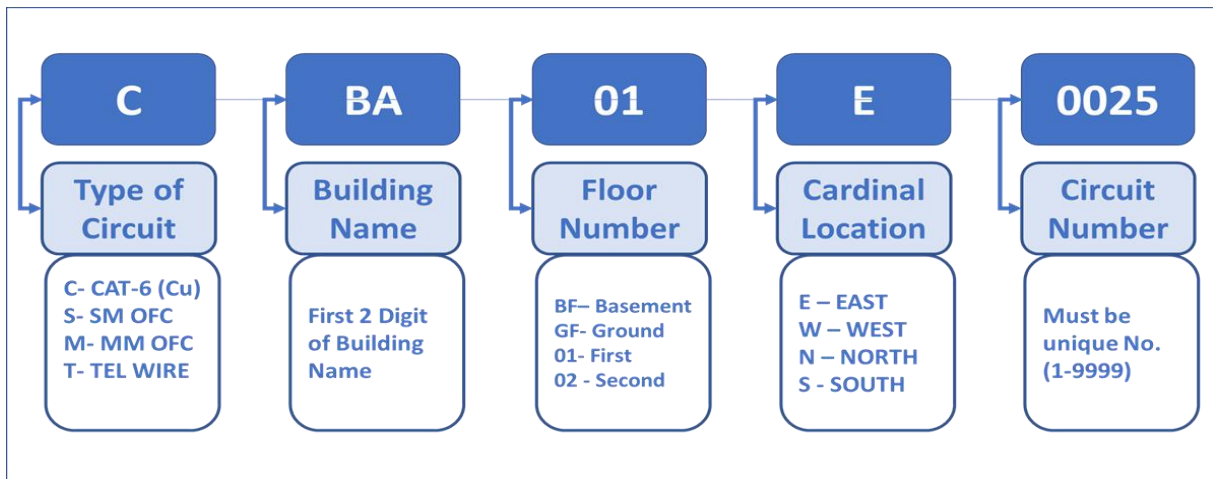 C
BA
01
E
0025
Type of
Circuit
Building
Name
Floor
Number
Cardinal
Location
Circuit
Number
C- CAT-6 (Cu)
S- SM OFC
M- MM OFC
T- TEL WIRE
First 2 Digit
of Building
Name
BF– Basement
GF- Ground
01- First
02 - Second
E – EAST
W – WEST
N – NORTH
S - SOUTH
Must be
unique No.
(1-9999)